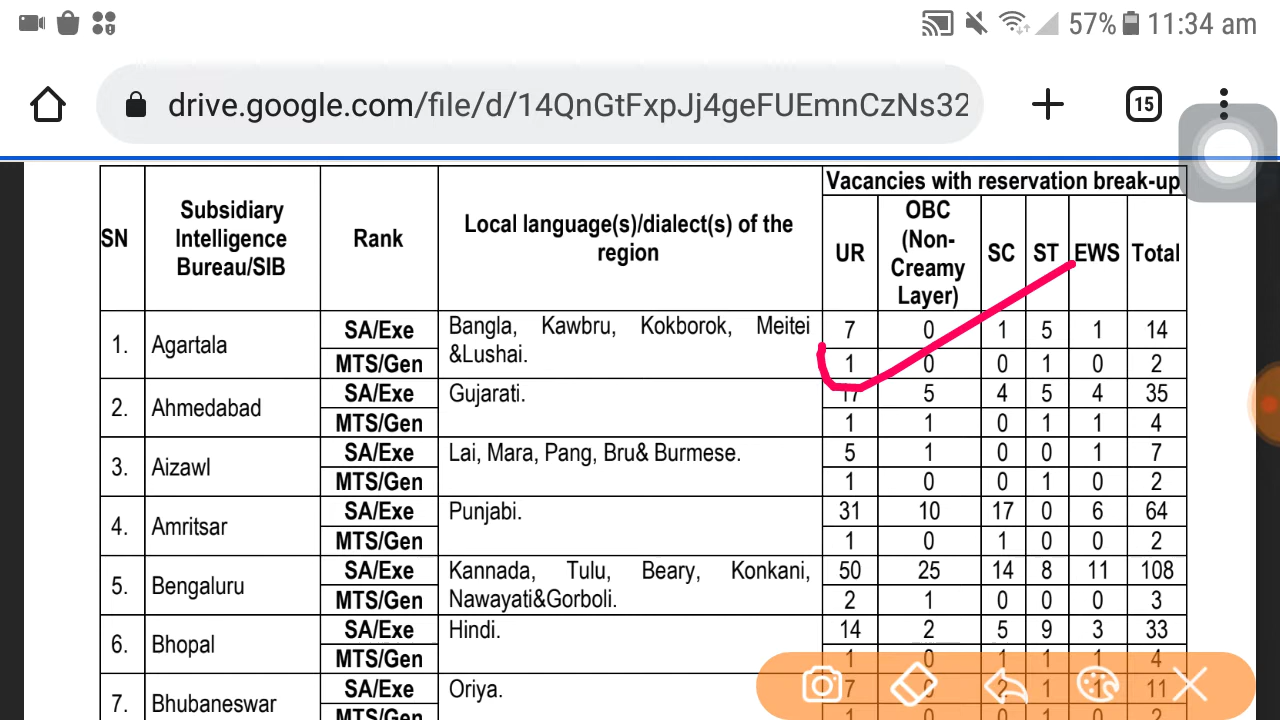 57% 11:34 am
drive.google.com/file/d/14QnGtFxpJj4geFUEmnCzNs32
15
Vacancies with reservation break-up
SN Subsidiary Intelligence Bureau/SIB Rank Local language(s)/dialect(s) of the region UR OBC (Non-Creamy Layer) SC ST EWS Total
1. Agartala SA/Exe Bangla, Kawbru, Kokborok, Meitei &Lushai. 7 0 1 5 1 14
MTS/Gen 1 0 0 1 0 2
2. Ahmedabad SA/Exe Gujarati. 17 5 4 5 4 35
MTS/Gen 1 1 0 1 1 4
3. Aizawl SA/Exe Lai, Mara, Pang, Bru& Burmese. 5 1 0 0 1 7
MTS/Gen 1 0 0 1 0 2
4. Amritsar SA/Exe Punjabi. 31 10 17 0 6 64
MTS/Gen 1 0 1 0 0 2
5. Bengaluru SA/Exe Kannada, Tulu, Beary, Konkani, Nawayati&Gorboli. 50 25 14 8 11 108
MTS/Gen 2 1 0 0 0 3
6. Bhopal SA/Exe Hindi. 14 2 5 9 3 33
MTS/Gen 1 0 1 1 1 4
7. Bhubaneswar SA/Exe Oriya. 7 0 2 1 1 11
MTS/Gen 1 0 0 1 0 2